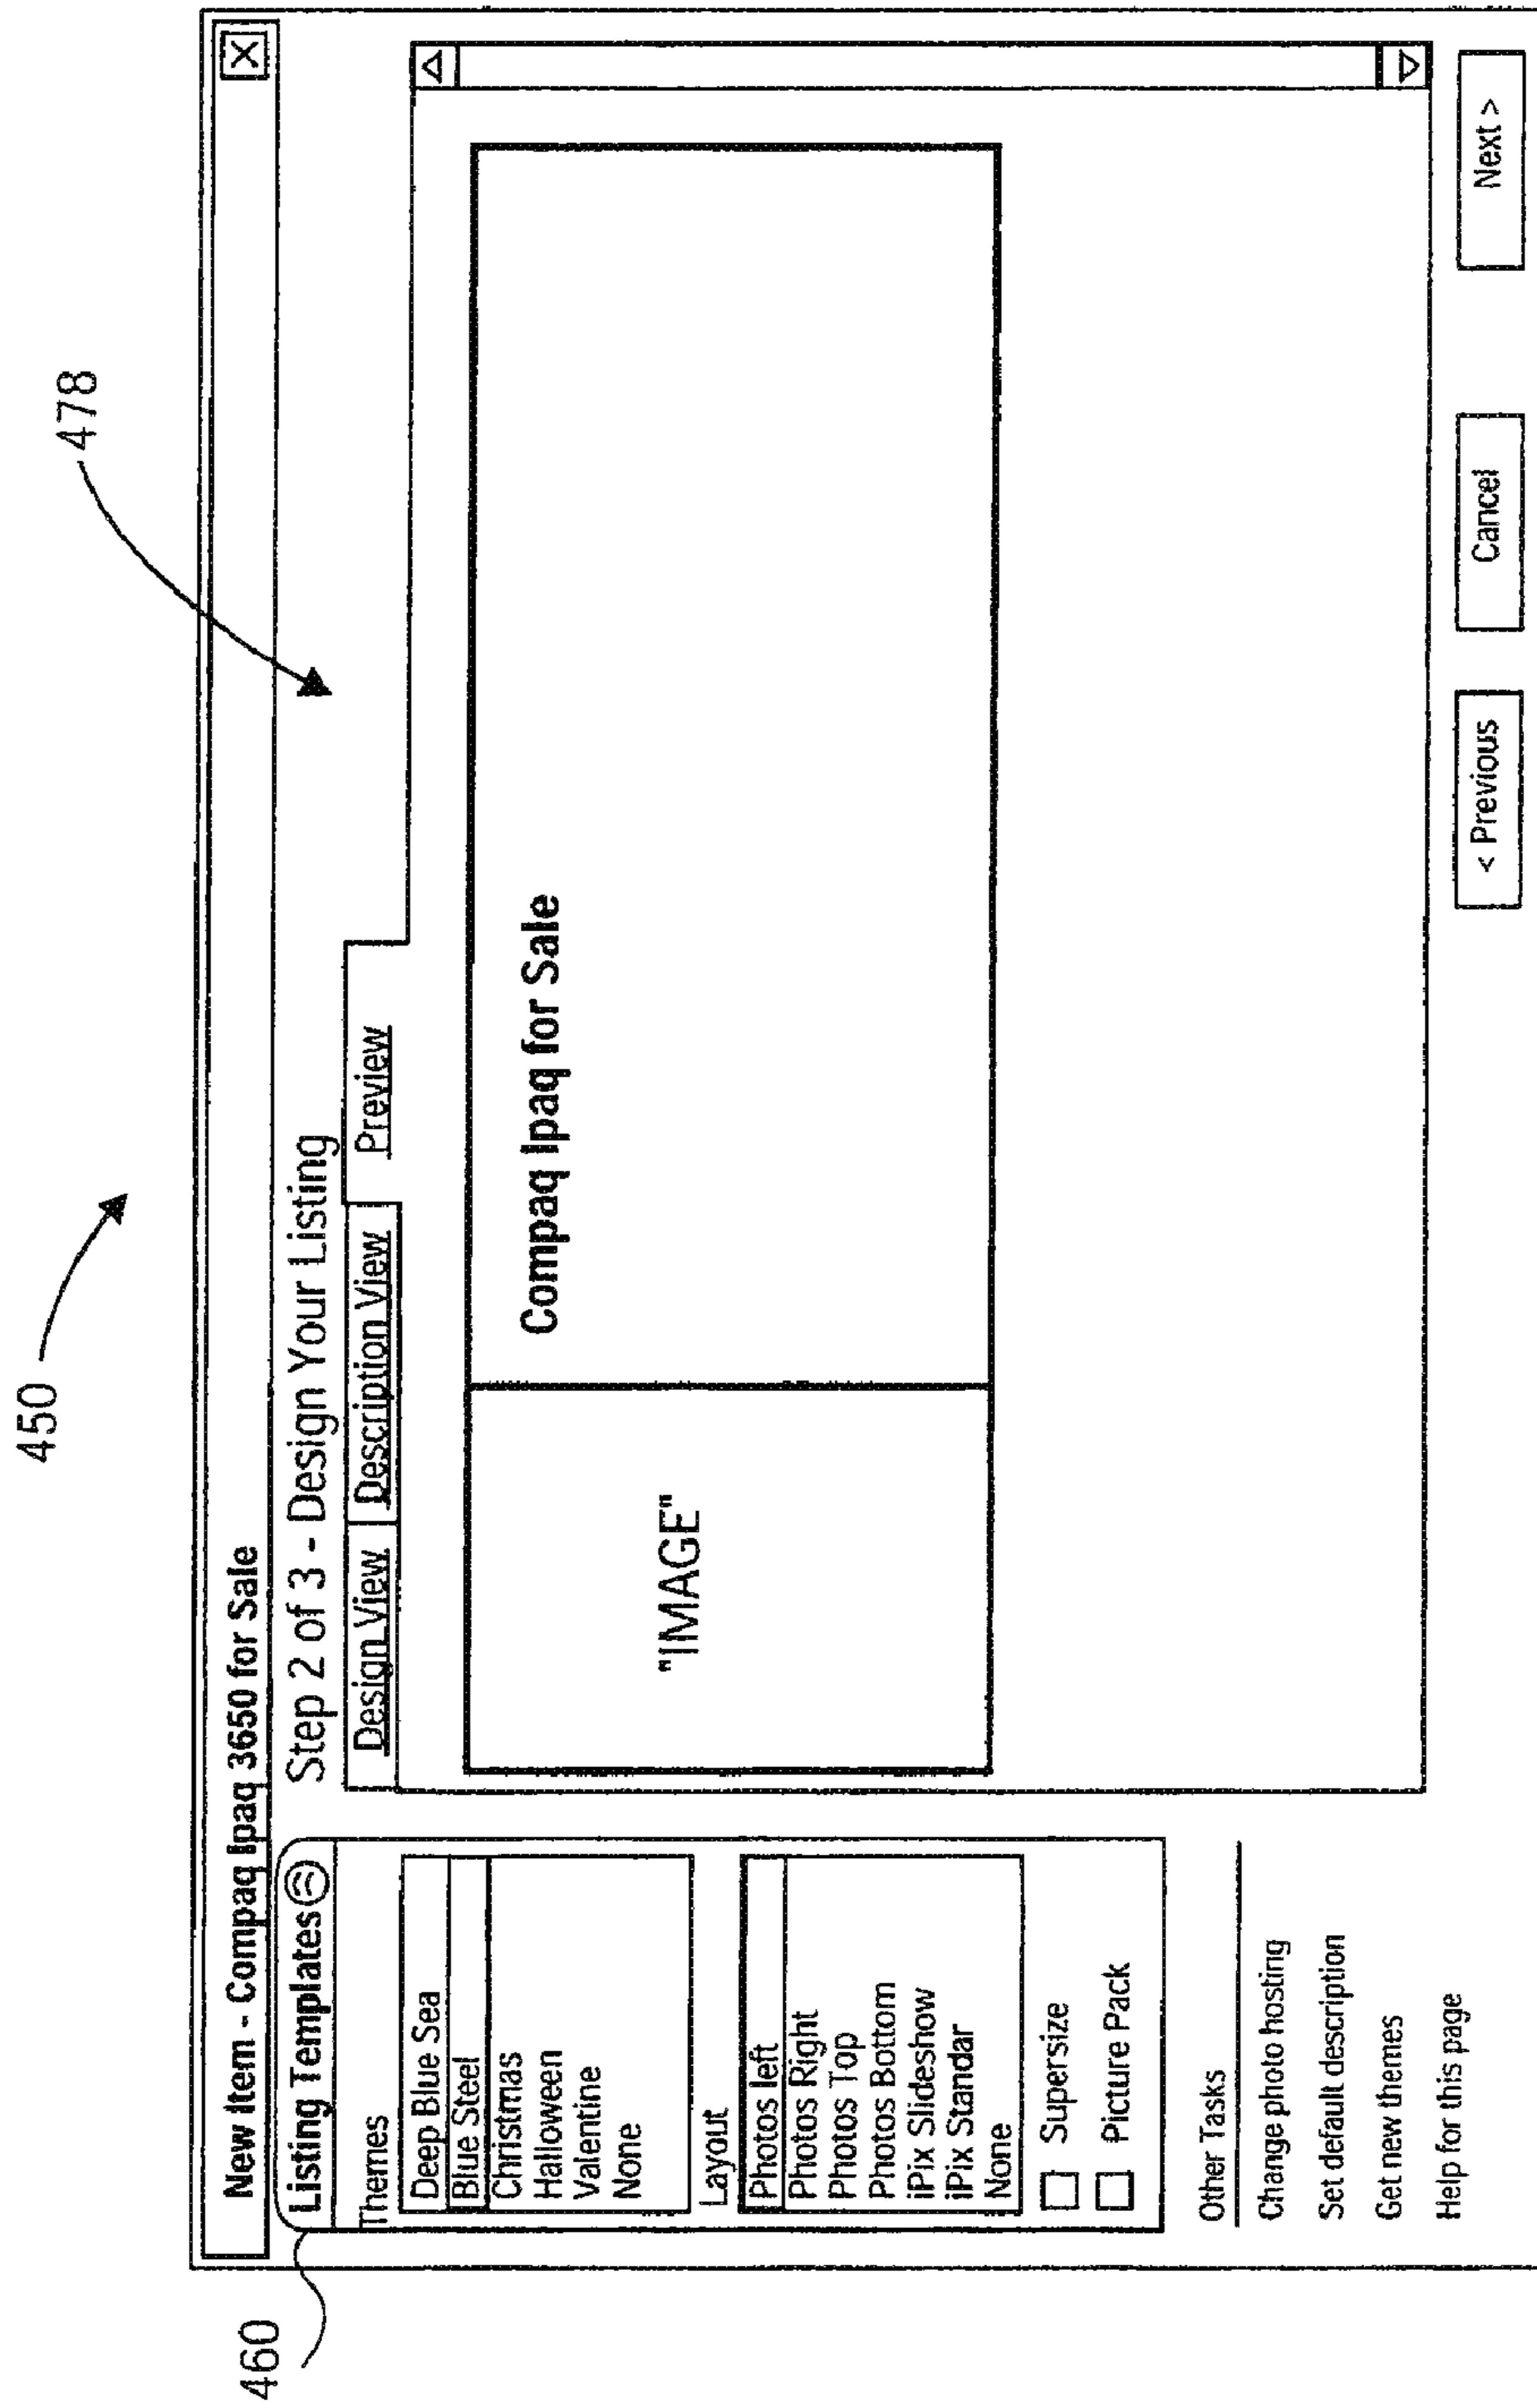 450
478
460
New Item - Compaq Ipaq 3650 for Sale
X
Listing Templates
Themes
Deep Blue Sea
Blue Steel
Christmas
Halloween
Valentine
None
Layout
Photos left
Photos Right
Photos Top
Photos Bottom
iPix Slideshow
iPix Standar
None
Supersize
Picture Pack
Other Tasks
Change photo hosting
Set default description
Get new themes
Help for this page
Step 2 of 3 - Design Your Listing
Design View Description View Preview
"IMAGE"
Compaq Ipaq for Sale
< Previous Cancel Next >